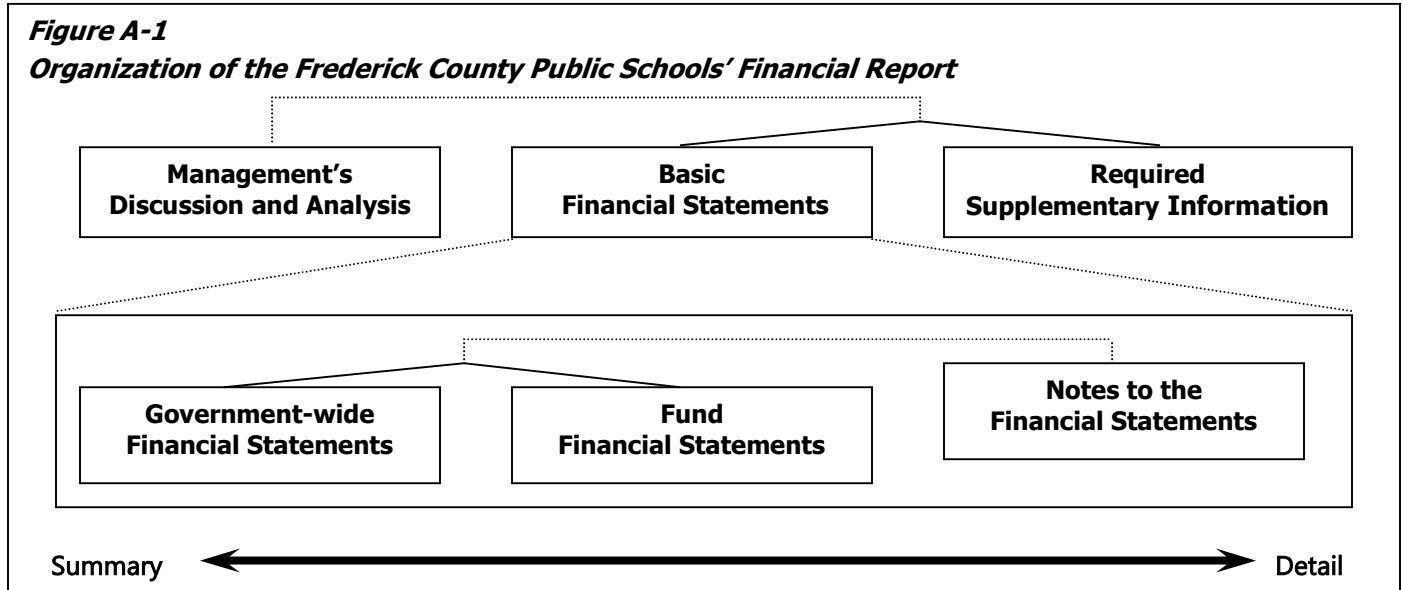 Figure A-1
Organization of the Frederick County Public Schools’ Financial Report
Management’s
Discussion and Analysis
Basic
Financial Statements
Required
Supplementary Information
Government-wide
Financial Statements
Fund
Financial Statements
Notes to the
Financial Statements
Summary
Detail